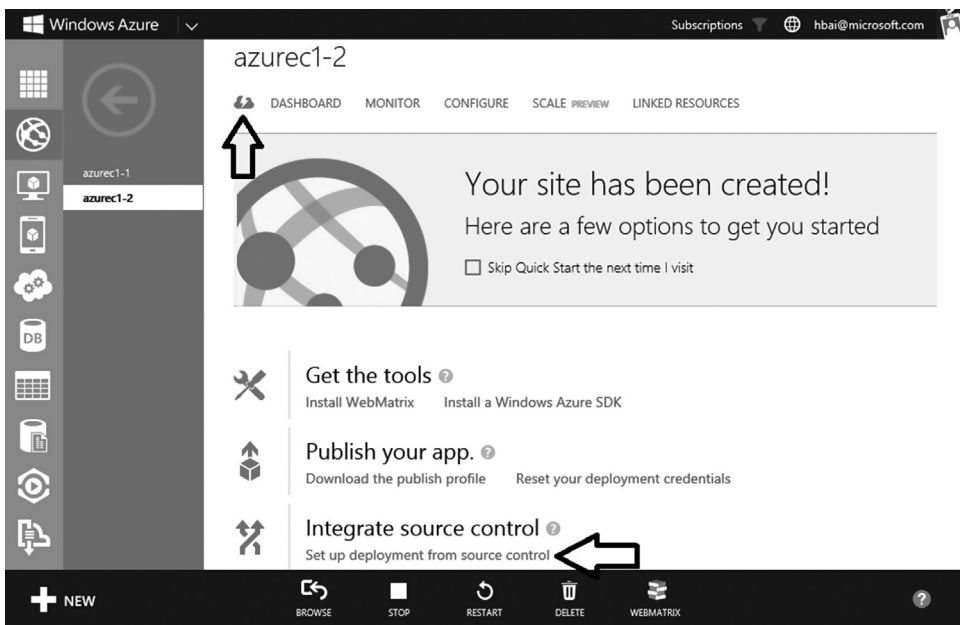 Windows Azure
Subscriptions
hbai@microsoft.com
azurec1-2
DASHBOARD MONITOR CONFIGURE SCALE PREVIEW LINKED RESOURCES
azurec1-1
azurec1-2
Your site has been created!
Here are a few options to get you started
Skip Quick Start the next time I visit
DB
Get the tools ?
Install WebMatrix Install a Windows Azure SDK
Publish your app. ?
Download the publish profile Reset your deployment credentials
Integrate source control ?
Set up deployment from source control
NEW
BROWSE STOP RESTART DELETE WEBMATRIX
?